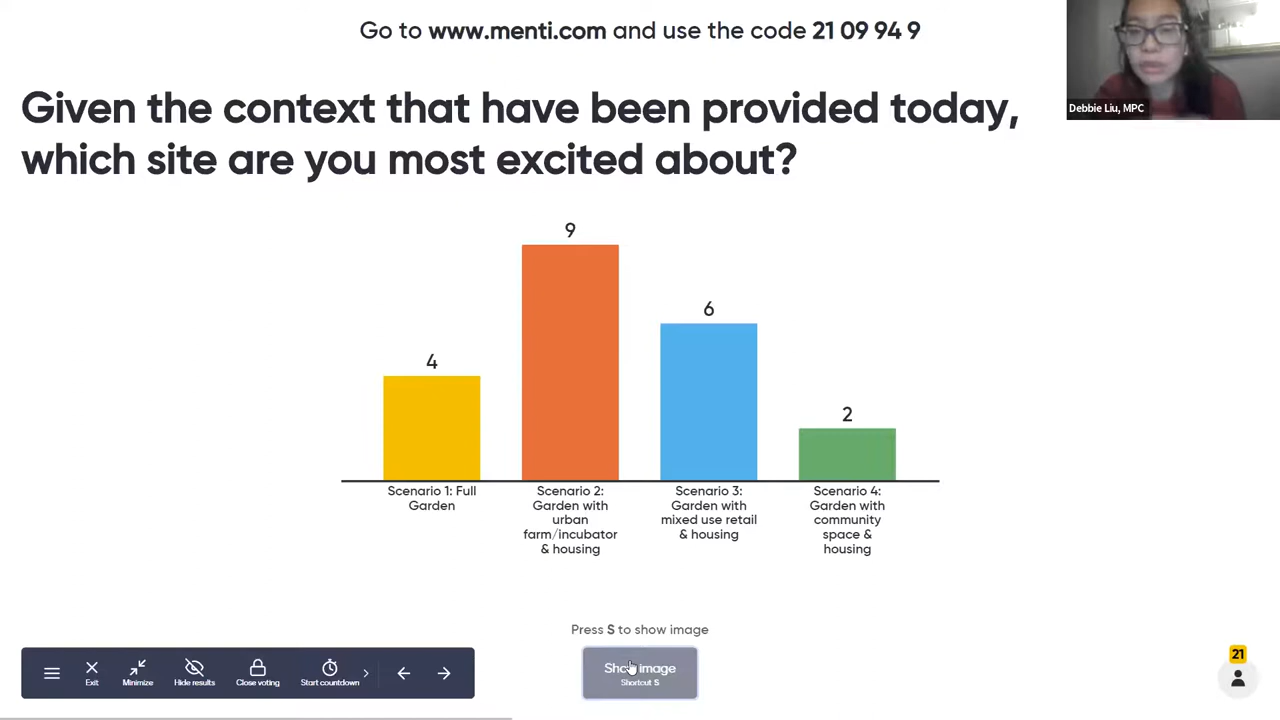 Go to www.menti.com and use the code 21 09 94 9
Debbie Liu, MPC
Given the context that have been provided today,
which site are you most excited about?
4
9
6
2
Scenario 1: Full
Garden
Scenario 2:
Garden with
urban
farm/incubator
& housing
Scenario 3:
Garden with
mixed use retail
& housing
Scenario 4:
Garden with
community
space &
housing
Press S to show image
Exit
Minimize
Hide results
Close voting
Start countdown
Show image
Shortcut S
21